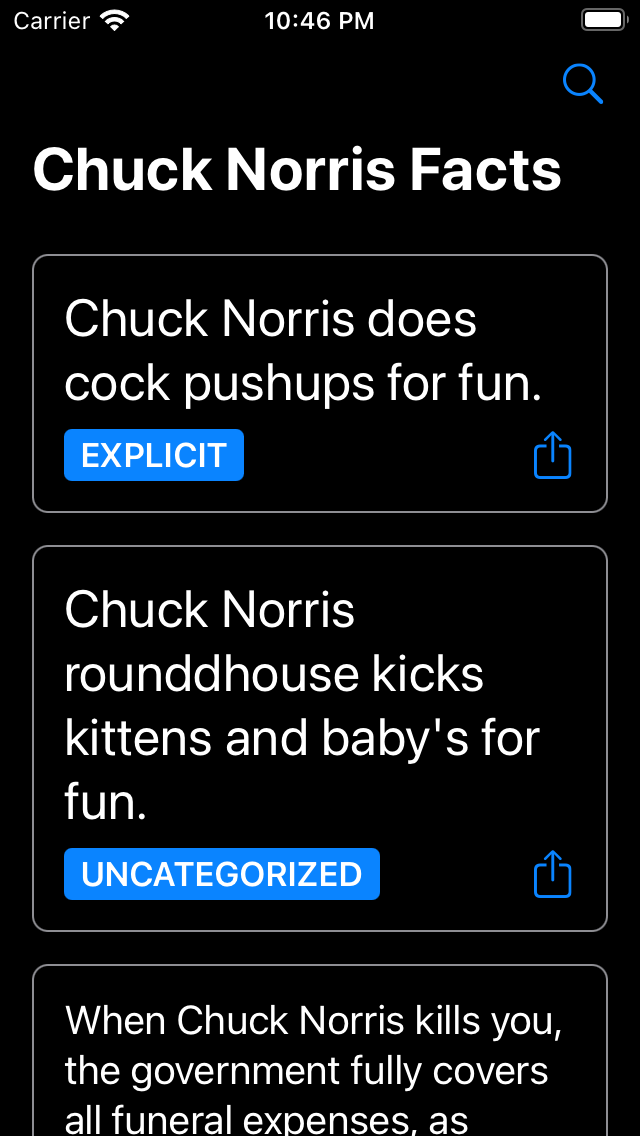 Carrier 10:46 PM
Chuck Norris Facts
Chuck Norris does
cock pushups for fun.
EXPLICIT
Chuck Norris
rounddhouse kicks
kittens and baby's for
fun.
UNCATEGORIZED
When Chuck Norris kills you,
the government fully covers
all funeral expenses, as